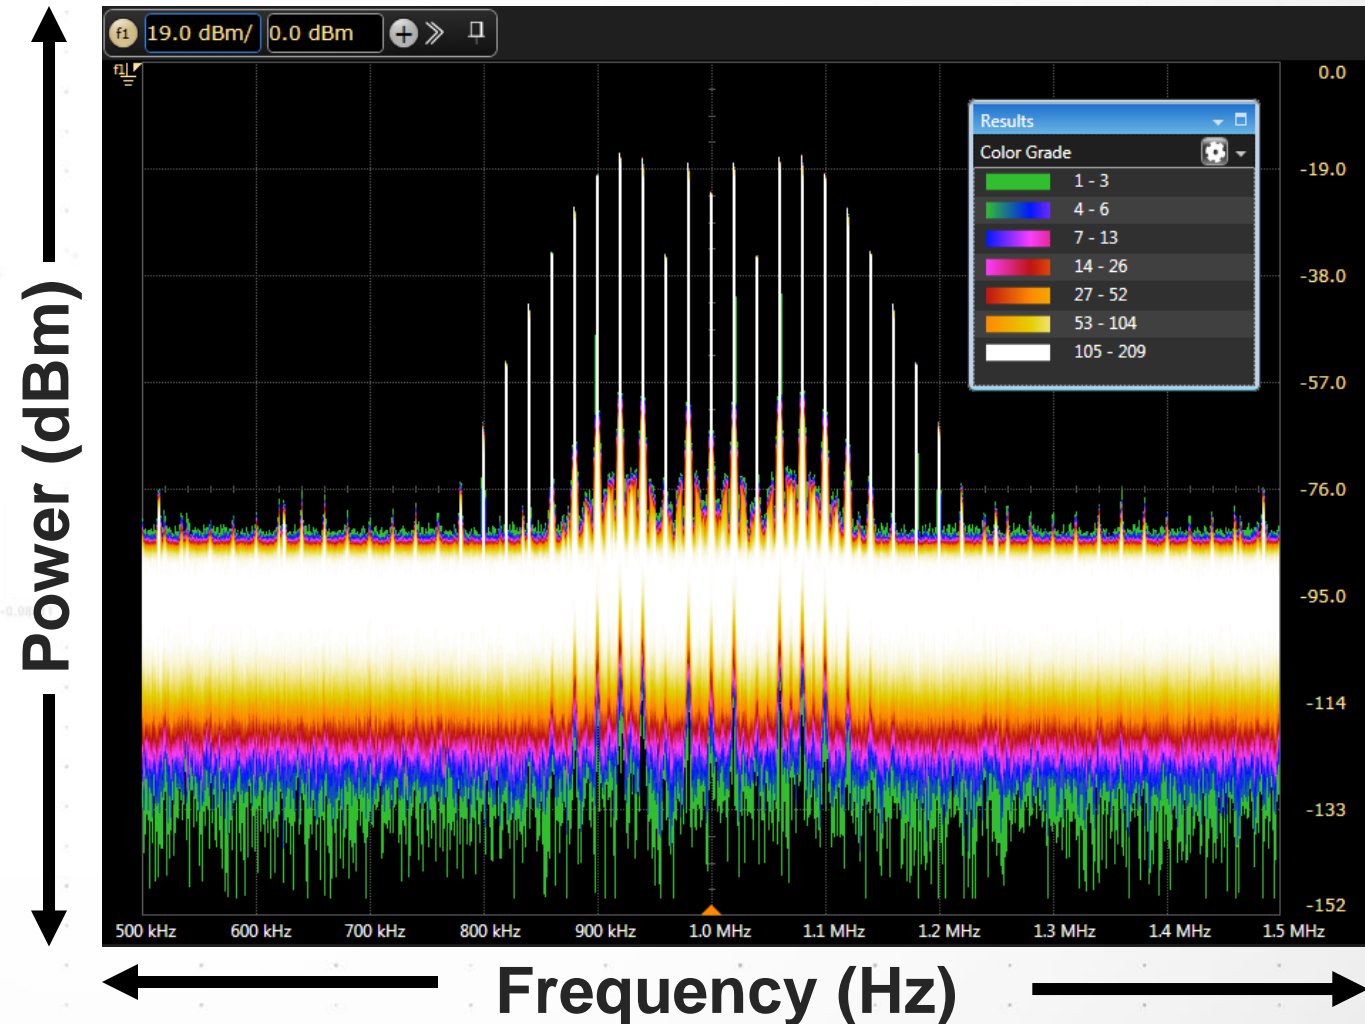 f1 19.0 dBm/ 0.0 dBm
f1
0.0
Results
Color Grade
1 - 3
4 - 6
7 - 13
14 - 26
27 - 52
53 - 104
105 - 209
-19.0
-38.0
-57.0
-76.0
-95.0
-114
-133
-152
Power (dBm)
500 kHz 600 kHz 700 kHz 800 kHz 900 kHz 1.0 MHz 1.1 MHz 1.2 MHz 1.3 MHz 1.4 MHz 1.5 MHz
Frequency (Hz)